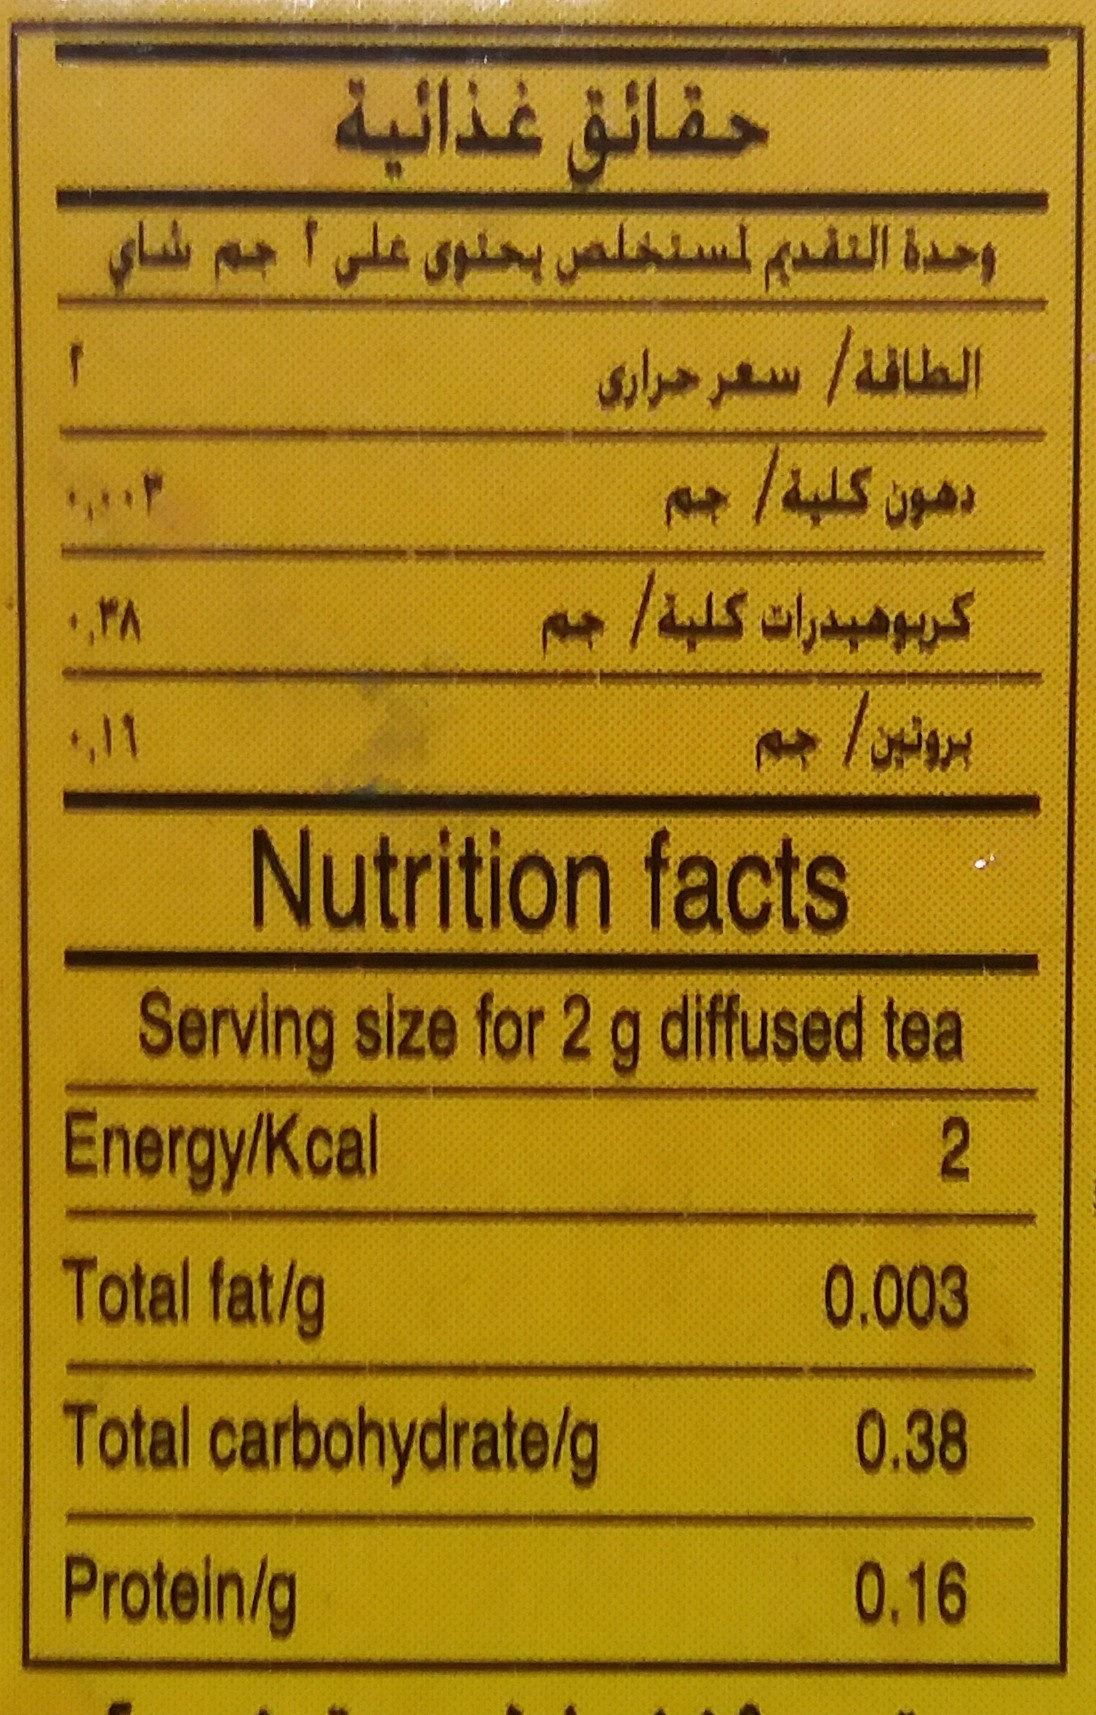 حقائق غذائية
وحدة التقديم لمستخلص يحتوى على ٢ جم شاي
الطاقة/ سعر حرارى ٢
دهون كلية/ جم ٠,٠٠٣
كربوهيدرات كلية/ جم ٠,٣٨
بروتين/ جم ٠,١٦
Nutrition facts
Serving size for 2 g diffused tea
Energy/Kcal 2
Total fat/g 0.003
Total carbohydrate/g 0.38
Protein/g 0.16